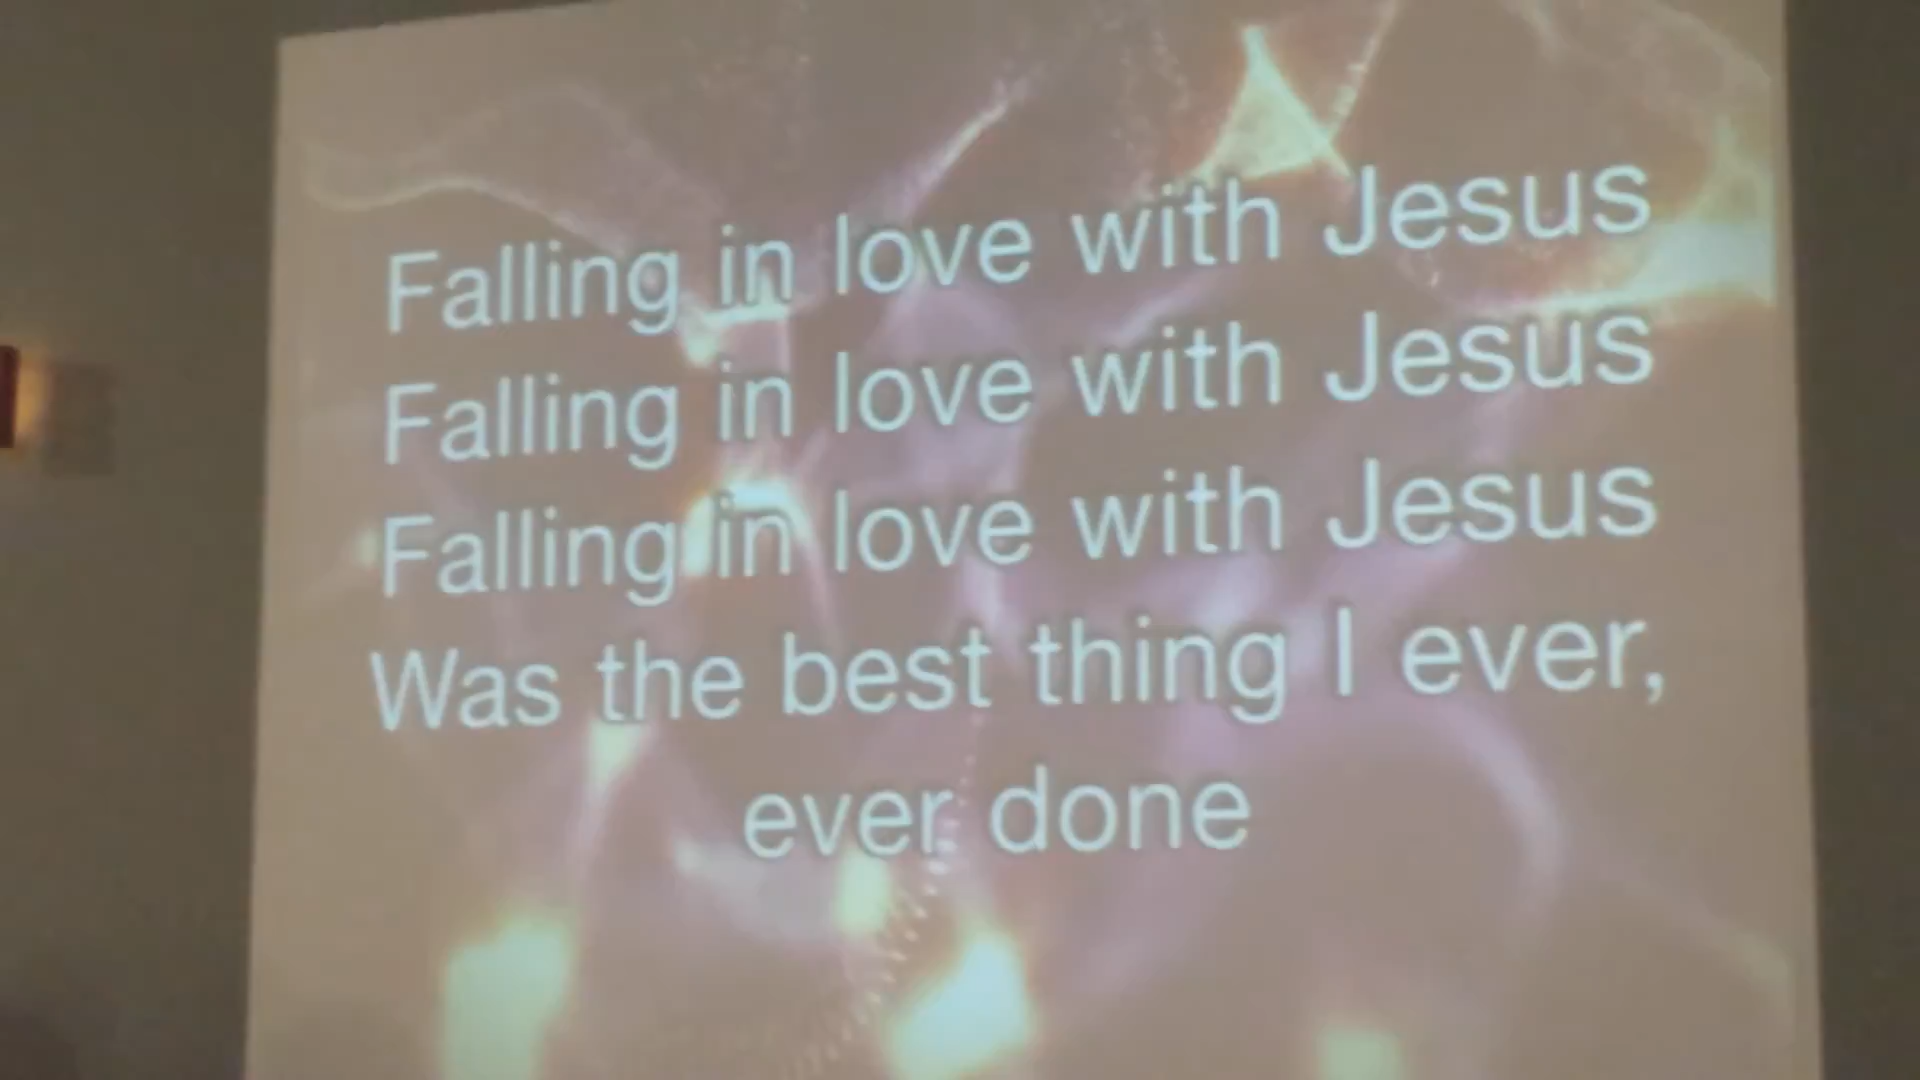 Falling in love with Jesus
Falling in love with Jesus
Falling in love with Jesus
Was the best thing I ever,
ever done